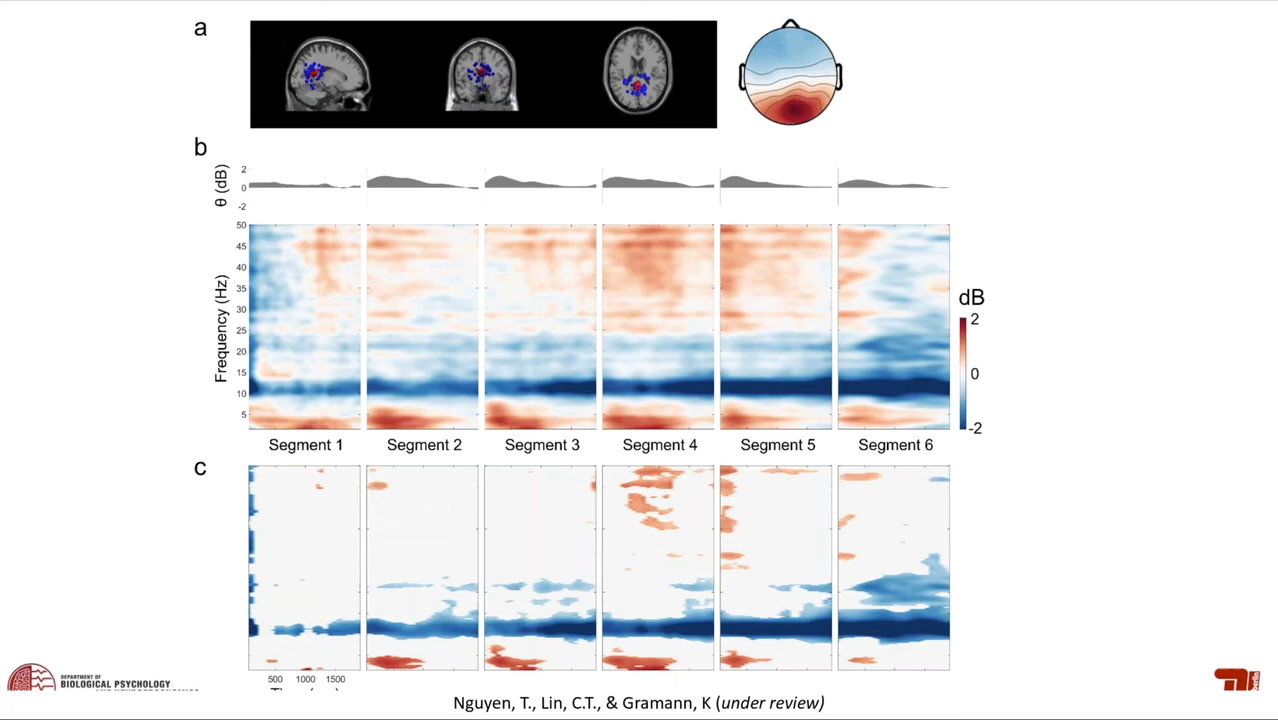 a
b
θ (dB)
2
0
-2
Frequency (Hz)
50
45
40
35
30
25
20
15
10
5
dB
2
0
-2
Segment 1 Segment 2 Segment 3 Segment 4 Segment 5 Segment 6
c
500 1000 1500
DEPARTMENT OF
BIOLOGICAL PSYCHOLOGY
Nguyen, T., Lin, C.T., & Gramann, K (under review)